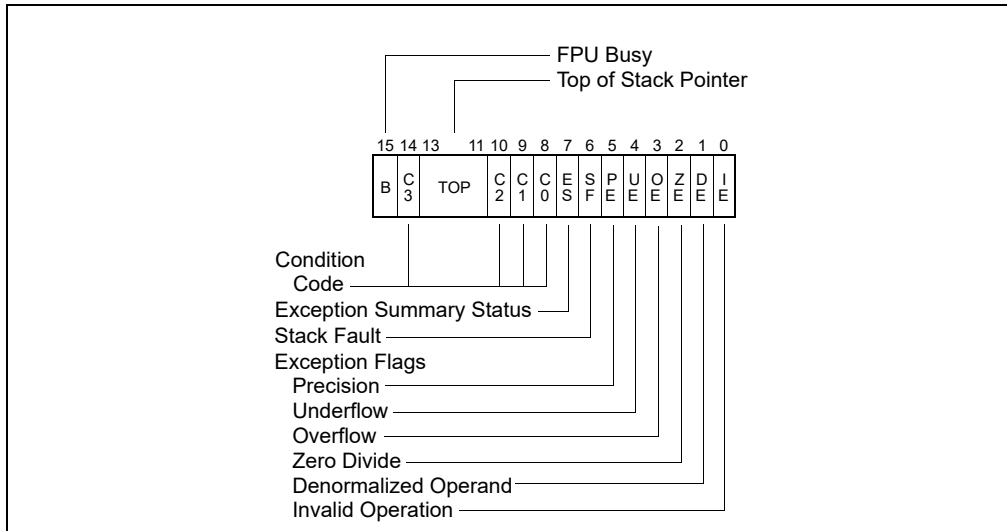 FPU Busy
Top of Stack Pointer
15 14 13 11 10 9 8 7 6 5 4 3 2 1 0
B C3 TOP C2 C1 C0 ES SF PE UE OE ZE DE IE
Condition
Code
Exception Summary Status
Stack Fault
Exception Flags
Precision
Underflow
Overflow
Zero Divide
Denormalized Operand
Invalid Operation